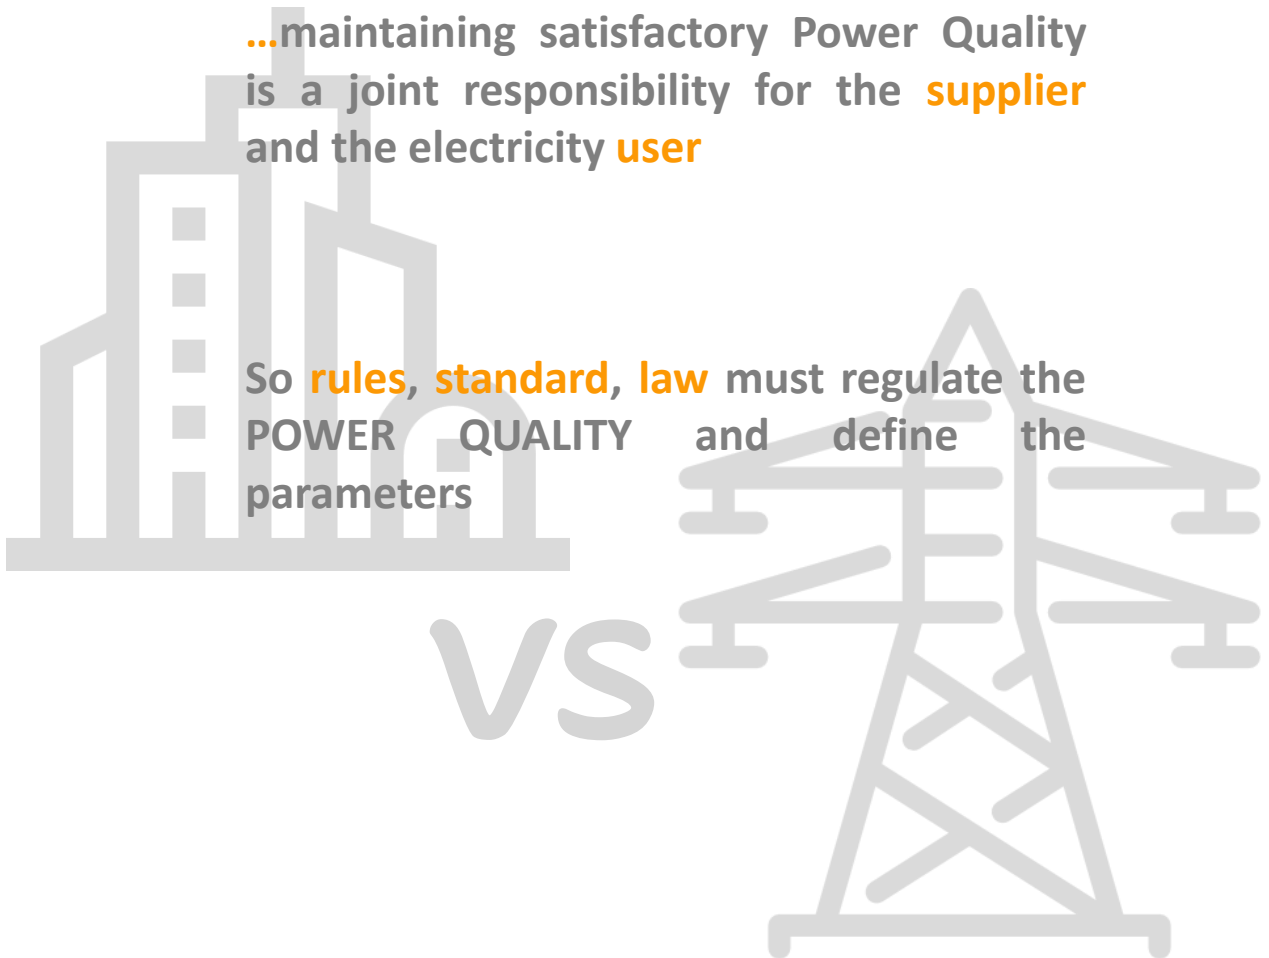 …maintaining satisfactory Power Quality
is a joint responsibility for the supplier
and the electricity user
So rules, standard, law must regulate the
POWER QUALITY and define the
parameters
VS